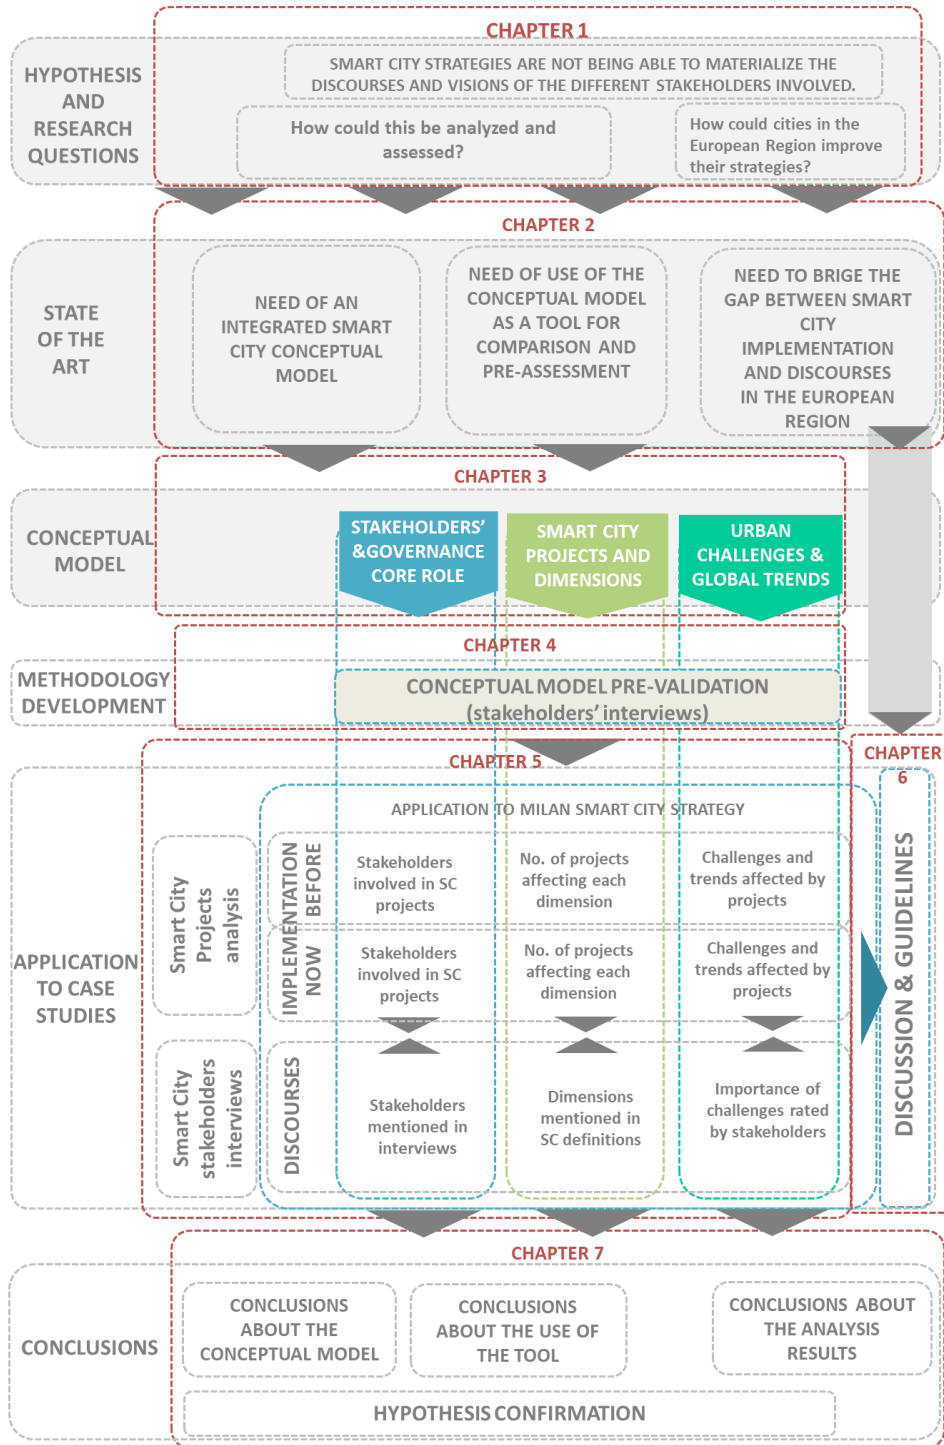 CHAPTER 1
HYPOTHESIS
AND
RESEARCH
QUESTIONS
SMART CITY STRATEGIES ARE NOT BEING ABLE TO MATERIALIZE THE
DISCOURSES AND VISIONS OF THE DIFFERENT STAKEHOLDERS INVOLVED.
How could this be analyzed and
assessed?
How could cities in the
European Region improve
their strategies?
CHAPTER 2
STATE
OF THE
ART
NEED OF AN
INTEGRATED SMART
CITY CONCEPTUAL
MODEL
NEED OF USE OF THE
CONCEPTUAL MODEL
AS A TOOL FOR
COMPARISON AND
PRE-ASSESSMENT
NEED TO BRIGE THE
GAP BETWEEN SMART
CITY
IMPLEMENTATION
AND DISCOURSES
IN THE EUROPEAN
REGION
CHAPTER 3
CONCEPTUAL
MODEL
STAKEHOLDERS'
&GOVERNANCE
CORE ROLE
SMART CITY
PROJECTS AND
DIMENSIONS
URBAN
CHALLENGES &
GLOBAL TRENDS
CHAPTER 4
METHODOLOGY
DEVELOPMENT
CONCEPTUAL MODEL PRE-VALIDATION
(stakeholders' interviews)
CHAPTER 5
CHAPTER
6
APPLICATION
TO CASE
STUDIES
APPLICATION TO MILAN SMART CITY STRATEGY
Smart City
Projects
analysis
IMPLEMENTATION
BEFORE
Stakeholders
involved in SC
projects
No. of projects
affecting each
dimension
Challenges and
trends affected by
projects
NOW
Stakeholders
involved in SC
projects
No. of projects
affecting each
dimension
Challenges and
trends affected by
projects
Smart City
stakeholders
interviews
DISCOURSES
Stakeholders
mentioned in
interviews
Dimensions
mentioned in
SC definitions
Importance of
challenges rated
by stakeholders
DISCUSSION & GUIDELINES
CHAPTER 7
CONCLUSIONS
CONCLUSIONS
ABOUT THE
CONCEPTUAL MODEL
CONCLUSIONS
ABOUT THE USE OF
THE TOOL
CONCLUSIONS ABOUT
THE ANALYSIS
RESULTS
HYPOTHESIS CONFIRMATION